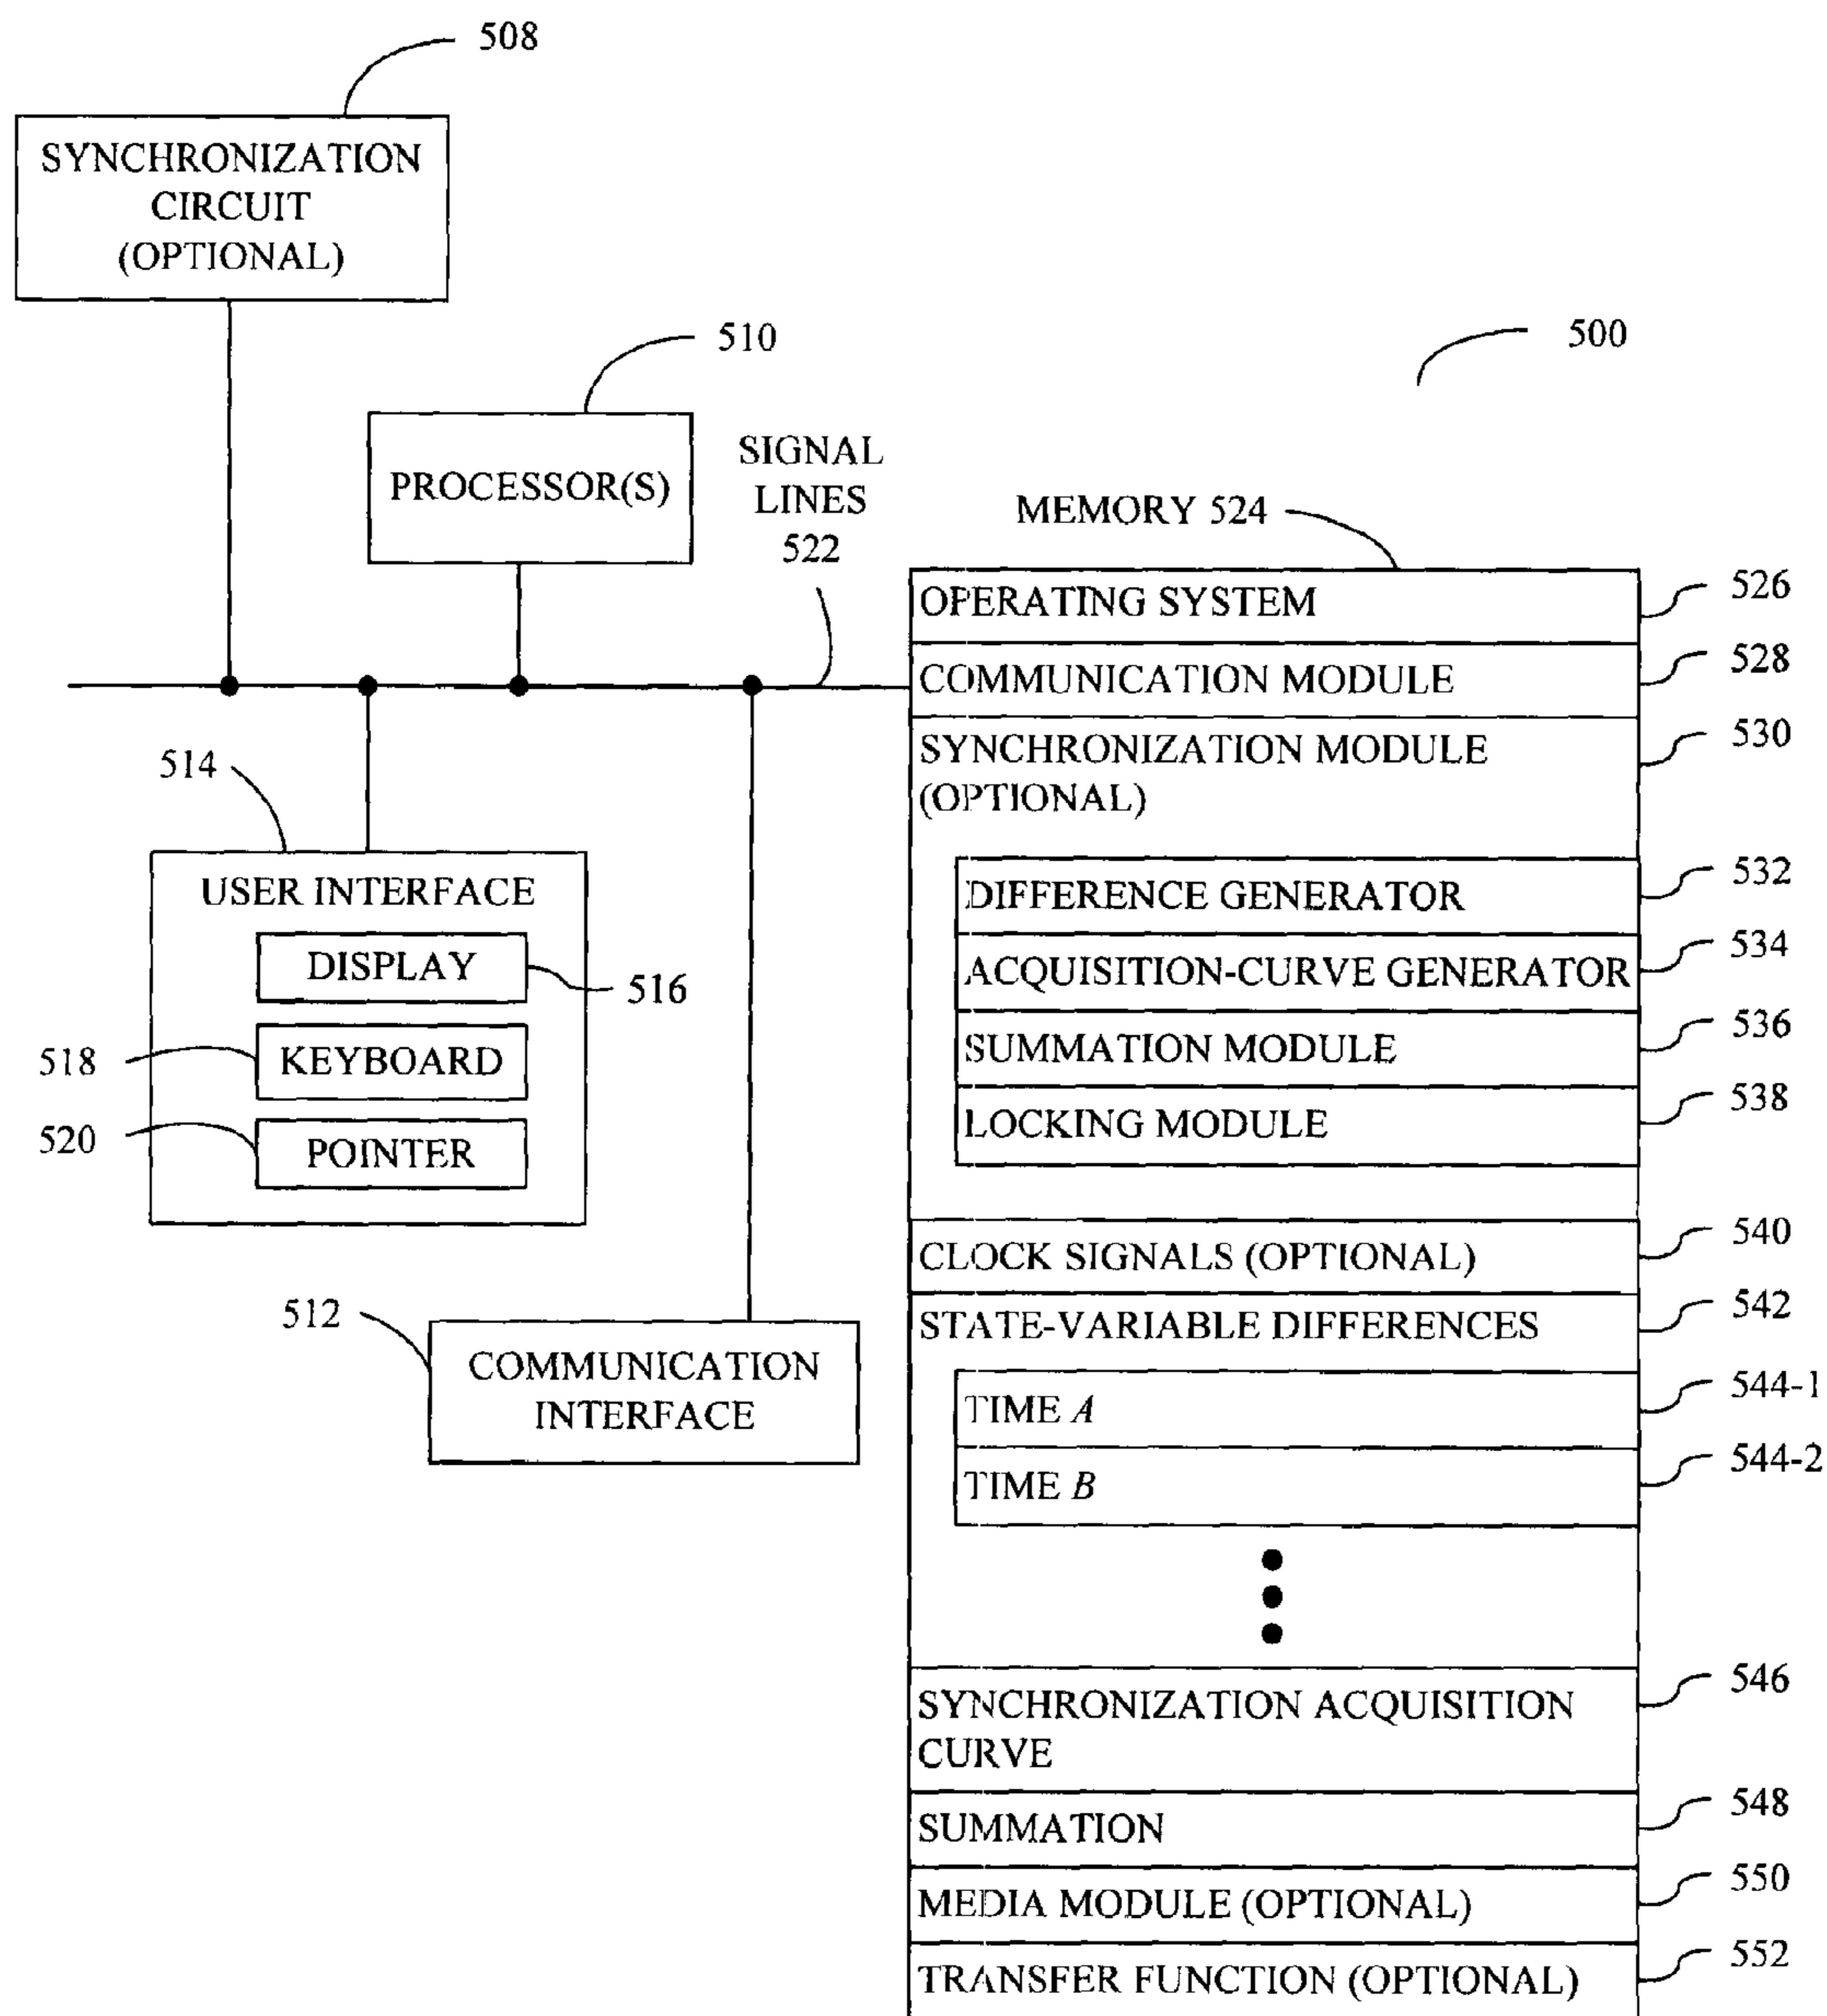 508
SYNCHRONIZATION
CIRCUIT
(OPTIONAL)
510
500
PROCESSOR(S)
SIGNAL
LINES
522
MEMORY 524
OPERATING SYSTEM
526
COMMUNICATION MODULE
528
SYNCHRONIZATION MODULE
(OPTIONAL)
530
DIFFERENCE GENERATOR
532
ACQUISITION-CURVE GENERATOR
534
SUMMATION MODULE
536
LOCKING MODULE
538
514
USER INTERFACE
DISPLAY
516
518
KEYBOARD
520
POINTER
512
COMMUNICATION
INTERFACE
CLOCK SIGNALS (OPTIONAL)
540
STATE-VARIABLE DIFFERENCES
542
TIME A
544-1
TIME B
544-2
SYNCHRONIZATION ACQUISITION
CURVE
546
SUMMATION
548
MEDIA MODULE (OPTIONAL)
550
TRANSFER FUNCTION (OPTIONAL)
552